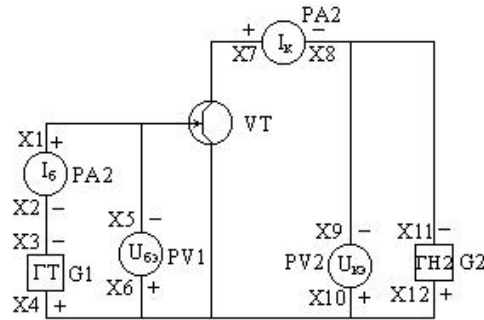 PA2
+ Iк −
X7 X8
VT
X1 +
Iб PA2
X2 −
X3 −
ГТ G1
X4 +
X5 −
Uбэ PV1
X6 +
X9 −
PV2 Uкэ
X10 +
X11 −
ГН2 G2
X12 +